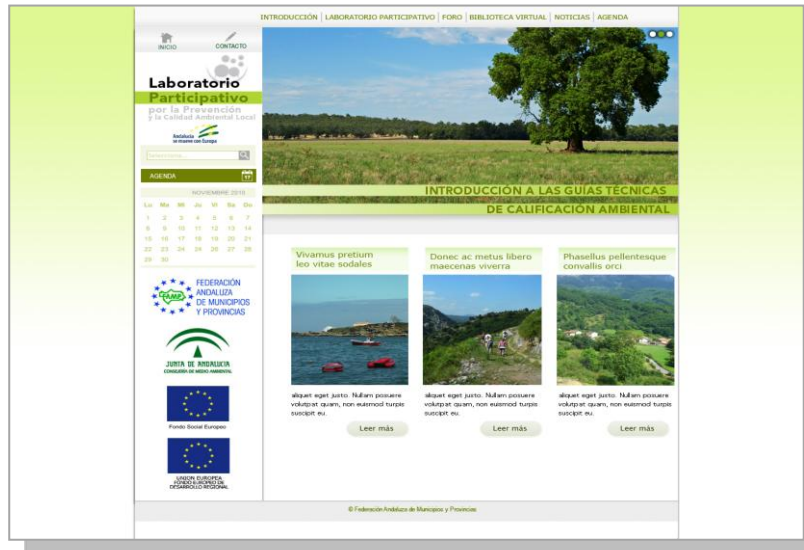 INTRODUCCIÓN | LABORATORIO PARTICIPATIVO | FORO | BIBLIOTECA VIRTUAL | NOTICIAS | AGENDA
INICIO CONTACTO
Laboratorio
Participativo
por la Prevención
y la Calidad Ambiental Local
Andalucía
se mueve con Europa
AGENDA
NOVIEMBRE 2010
Lu Ma Mi Ju Vi Sa Do
1 2 3 4 5 6 7
8 9 10 11 12 13 14
15 16 17 18 19 20 21
22 23 24 24 26 27 28
29 30
FEDERACIÓN
ANDALUZA
DE MUNICIPIOS
Y PROVINCIAS
FAMP
JUNTA DE ANDALUCIA
CONSEJERÍA DE MEDIO AMBIENTE
Fondo Social Europeo
UNION EUROPEA
FONDO EUROPEO DE
DESARROLLO REGIONAL
INTRODUCCIÓN A LAS GUÍAS TÉCNICAS
DE CALIFICACIÓN AMBIENTAL
Vivamus pretium
leo vitae sodales
aliquet eget justo. Nullam posuere
volutpat quam, non euismod turpis
suscipit eu.
Leer más
Donec ac metus libero
maecenas viverra
aliquet eget justo. Nullam posuere
volutpat quam, non euismod turpis
suscipit eu.
Leer más
Phasellus pellentesque
convallis orci
aliquet eget justo. Nullam posuere
volutpat quam, non euismod turpis
suscipit eu.
Leer más
© Federación Andaluza de Municipios y Provincias